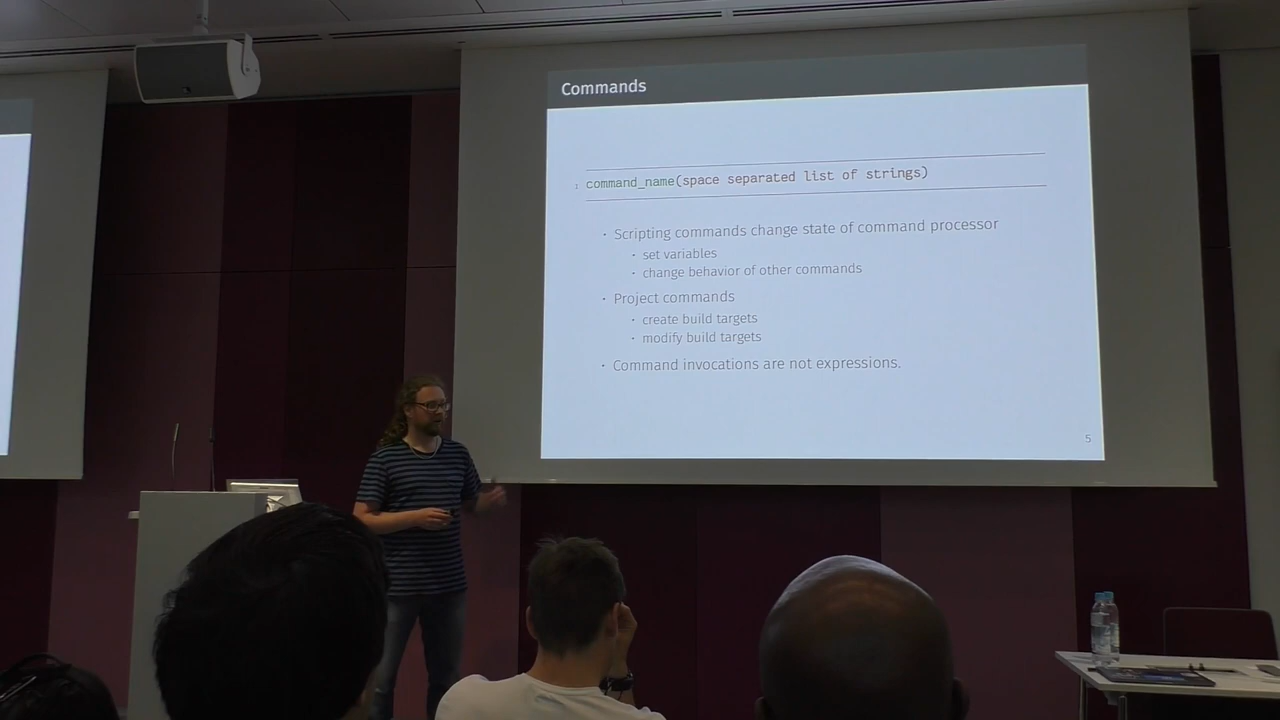 Commands
1 command_name(space separated list of strings)
• Scripting commands change state of command processor
• set variables
• change behavior of other commands
• Project commands
• create build targets
• modify build targets
• Command invocations are not expressions.
5